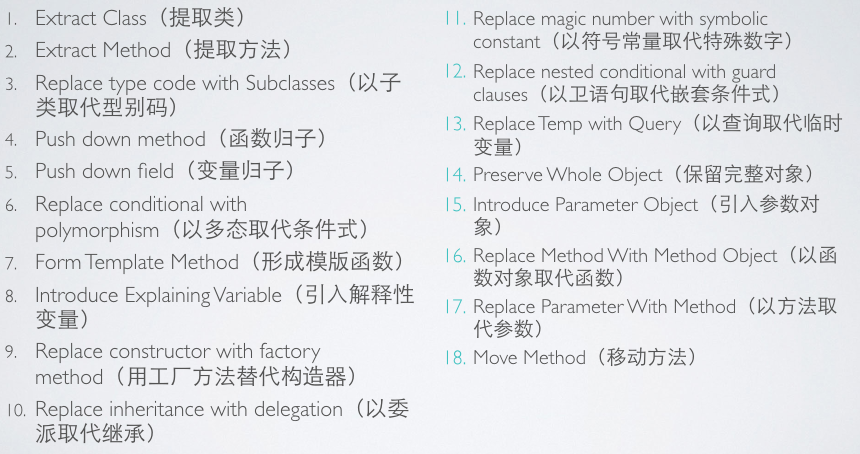 1. Extract Class（提取类）
2. Extract Method（提取方法）
3. Replace type code with Subclasses（以子
类取代型别码）
4. Push down method（函数归子）
5. Push down field（变量归子）
6. Replace conditional with
polymorphism（以多态取代条件式）
7. Form Template Method（形成模版函数）
8. Introduce Explaining Variable（引入解释性
变量）
9. Replace constructor with factory
method（用工厂方法替代构造器）
10. Replace inheritance with delegation（以委
派取代继承）
11. Replace magic number with symbolic
constant（以符号常量取代特殊数字）
12. Replace nested conditional with guard
clauses（以卫语句取代嵌套条件式）
13. Replace Temp with Query（以查询取代临时
变量）
14. Preserve Whole Object（保留完整对象）
15. Introduce Parameter Object（引入参数对
象）
16. Replace Method With Method Object（以函
数对象取代函数）
17. Replace Parameter With Method（以方法取
代参数）
18. Move Method（移动方法）